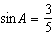 sin A = 3/5